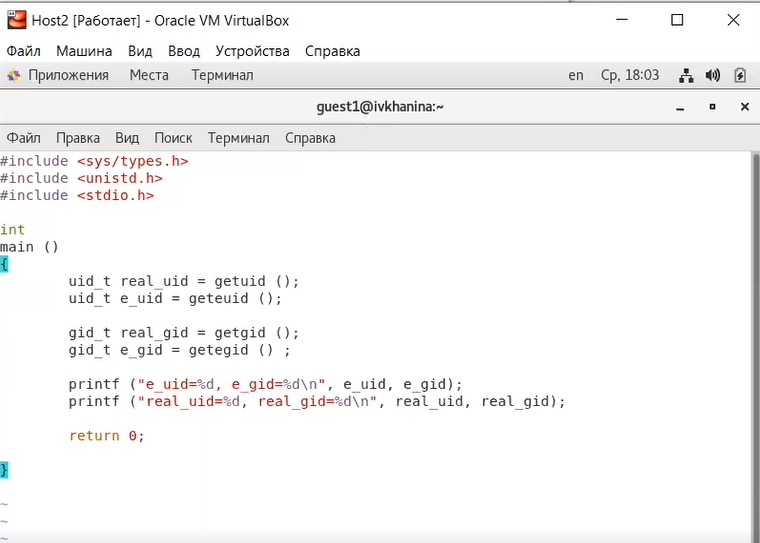 Host2 [Работает] - Oracle VM VirtualBox
Файл Машина Вид Ввод Устройства Справка
Приложения Места Терминал en Ср, 18:03
guest1@ivkhanina:~
Файл Правка Вид Поиск Терминал Справка
#include <sys/types.h>
#include <unistd.h>
#include <stdio.h>
int
main ()
{
uid_t real_uid = getuid ();
uid_t e_uid = geteuid ();
gid_t real_gid = getgid ();
gid_t e_gid = getegid () ;
printf ("e_uid=%d, e_gid=%d\n", e_uid, e_gid);
printf ("real_uid=%d, real_gid=%d\n", real_uid, real_gid);
return 0;
}
~
~
~